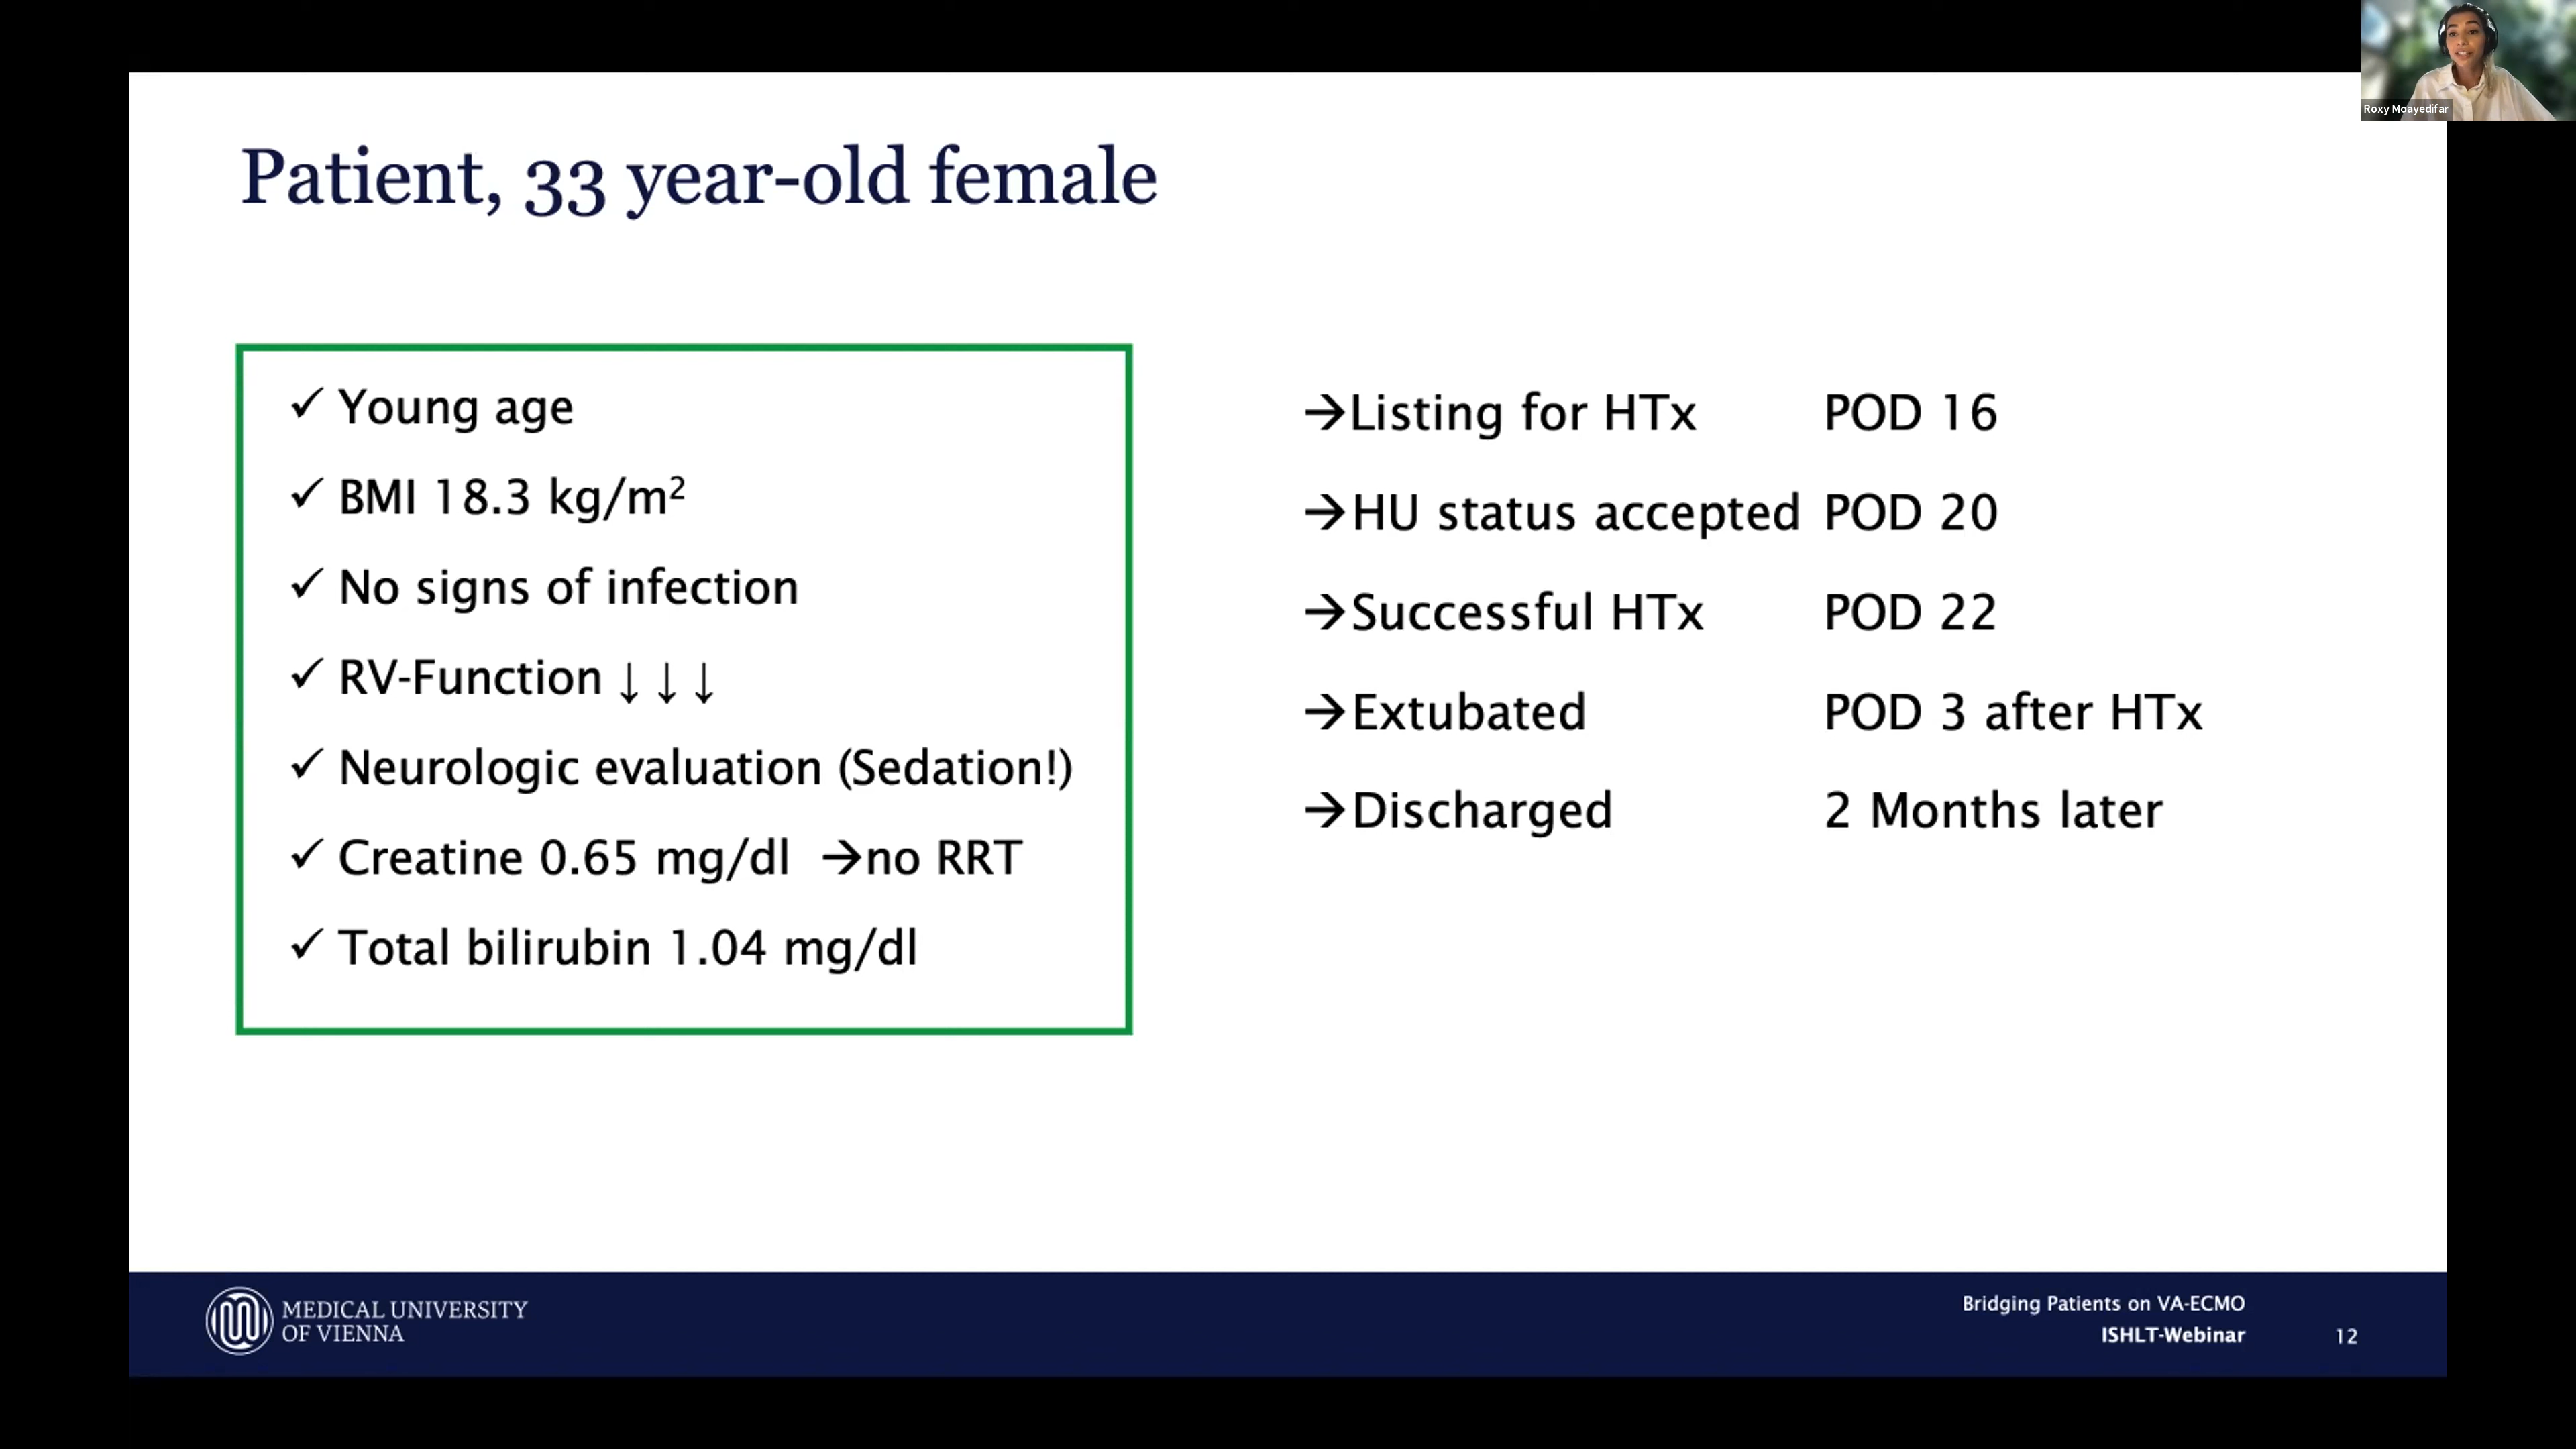 Roxy Moayedifar
Patient, 33 year-old female
✓ Young age
✓ BMI 18.3 kg/m²
✓ No signs of infection
✓ RV-Function ↓↓↓
✓ Neurologic evaluation (Sedation!)
✓ Creatine 0.65 mg/dl →no RRT
✓ Total bilirubin 1.04 mg/dl
→Listing for HTx POD 16
→HU status accepted POD 20
→Successful HTx POD 22
→Extubated POD 3 after HTx
→Discharged 2 Months later
MEDICAL UNIVERSITY
OF VIENNA
Bridging Patients on VA-ECMO
ISHLT-Webinar
12